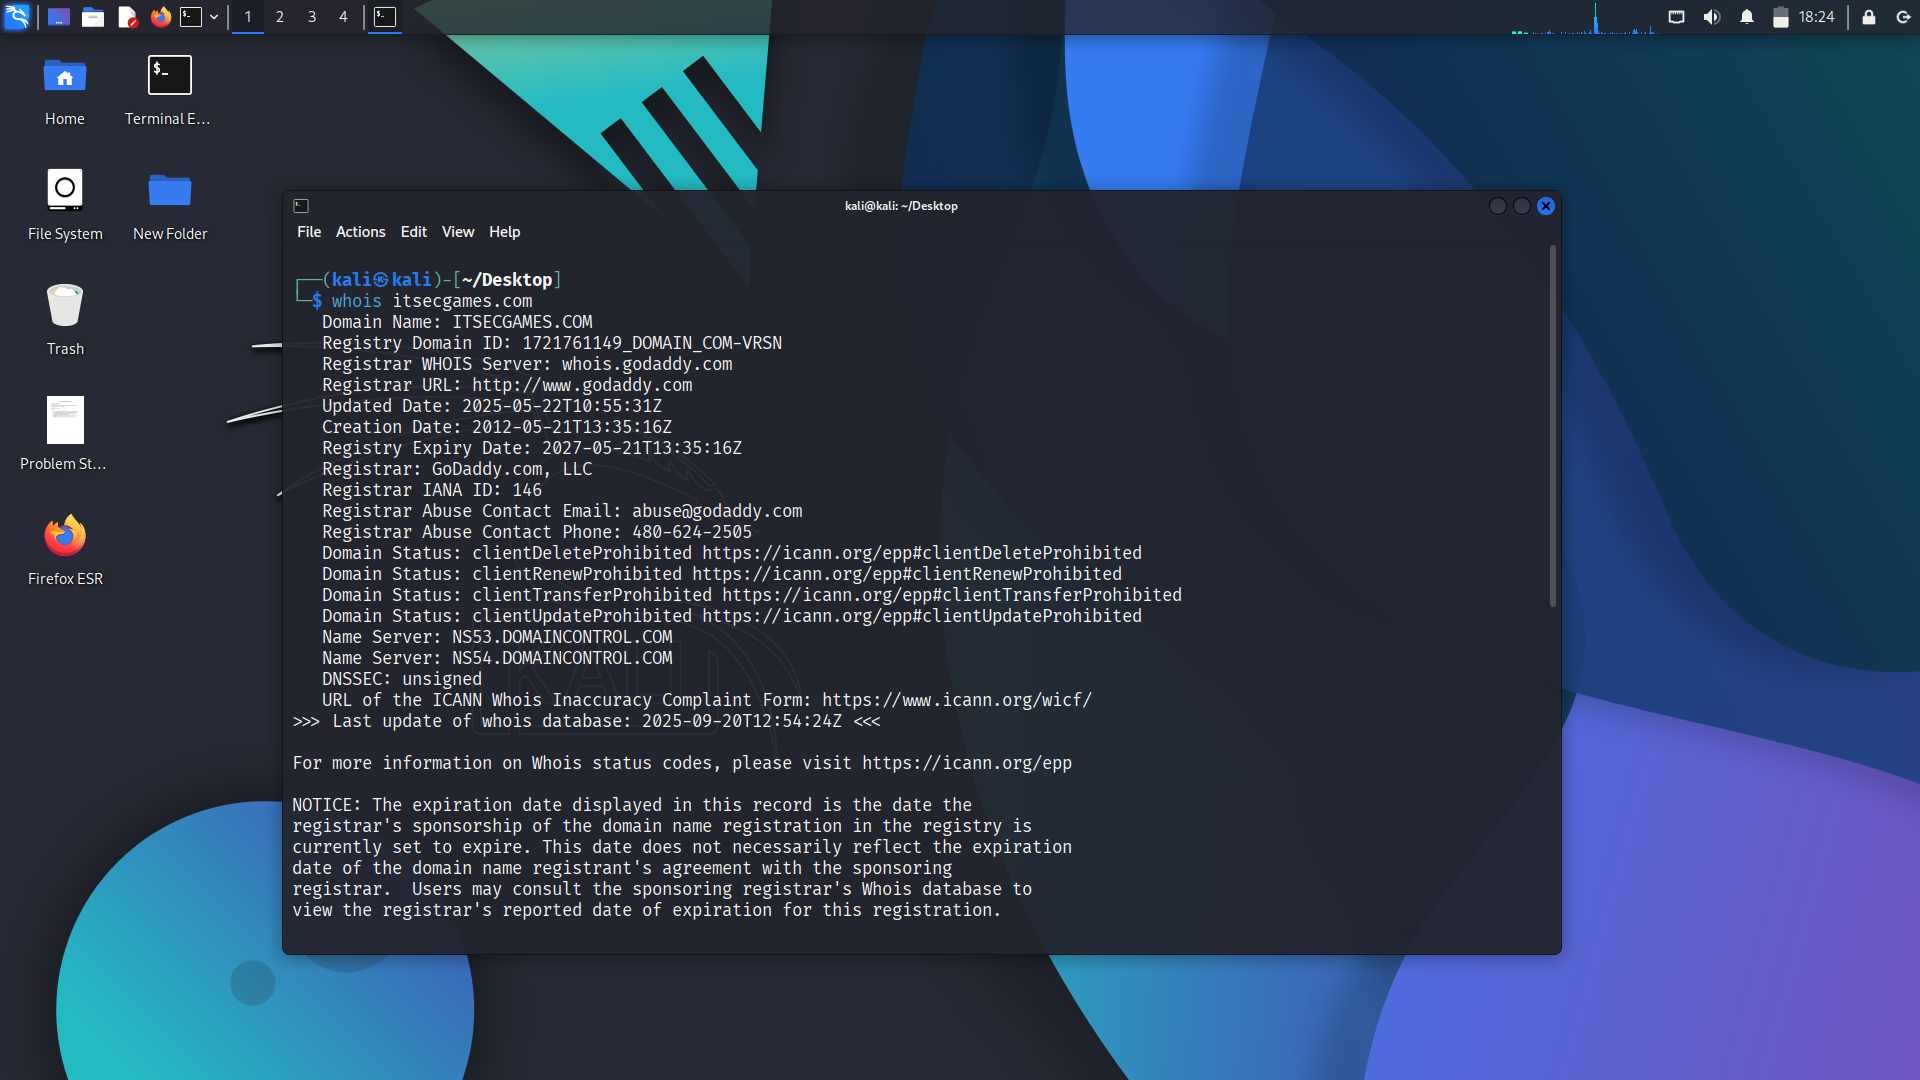 1 2 3 4
18:24
Home
Terminal E...
File System
New Folder
Trash
Problem St...
Firefox ESR
kali@kali: ~/Desktop
File Actions Edit View Help
┌──(kali㉿kali)-[~/Desktop]
└─$ whois itsecgames.com
   Domain Name: ITSECGAMES.COM
   Registry Domain ID: 1721761149_DOMAIN_COM-VRSN
   Registrar WHOIS Server: whois.godaddy.com
   Registrar URL: http://www.godaddy.com
   Updated Date: 2025-05-22T10:55:31Z
   Creation Date: 2012-05-21T13:35:16Z
   Registry Expiry Date: 2027-05-21T13:35:16Z
   Registrar: GoDaddy.com, LLC
   Registrar IANA ID: 146
   Registrar Abuse Contact Email: abuse@godaddy.com
   Registrar Abuse Contact Phone: 480-624-2505
   Domain Status: clientDeleteProhibited https://icann.org/epp#clientDeleteProhibited
   Domain Status: clientRenewProhibited https://icann.org/epp#clientRenewProhibited
   Domain Status: clientTransferProhibited https://icann.org/epp#clientTransferProhibited
   Domain Status: clientUpdateProhibited https://icann.org/epp#clientUpdateProhibited
   Name Server: NS53.DOMAINCONTROL.COM
   Name Server: NS54.DOMAINCONTROL.COM
   DNSSEC: unsigned
   URL of the ICANN Whois Inaccuracy Complaint Form: https://www.icann.org/wicf/
>>> Last update of whois database: 2025-09-20T12:54:24Z <<<
For more information on Whois status codes, please visit https://icann.org/epp
NOTICE: The expiration date displayed in this record is the date the
registrar's sponsorship of the domain name registration in the registry is
currently set to expire. This date does not necessarily reflect the expiration
date of the domain name registrant's agreement with the sponsoring
registrar.  Users may consult the sponsoring registrar's Whois database to
view the registrar's reported date of expiration for this registration.
KALI